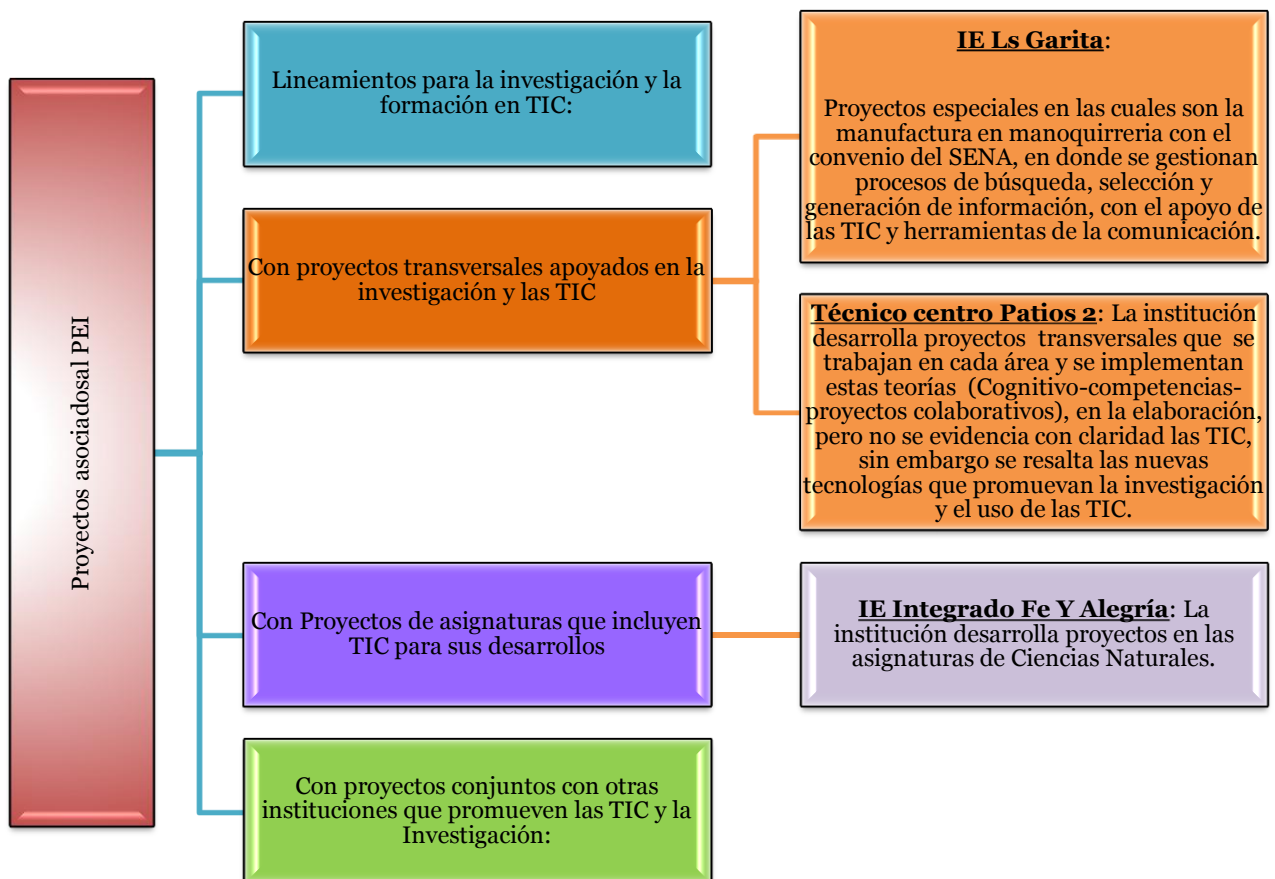 Proyectos asociadosal PEI
Lineamientos para la investigación y la
formación en TIC:
Con proyectos transversales apoyados en la
investigación y las TIC
IE Ls Garita:
Proyectos especiales en las cuales son la
manufactura en manoquirreria con el
convenio del SENA, en donde se gestionan
procesos de búsqueda, selección y
generación de información, con el apoyo de
las TIC y herramientas de la comunicación.
Técnico centro Patios 2: La institución
desarrolla proyectos transversales que se
trabajan en cada área y se implementan
estas teorías (Cognitivo-competencias-
proyectos colaborativos), en la elaboración,
pero no se evidencia con claridad las TIC,
sin embargo se resalta las nuevas
tecnologías que promuevan la investigación
y el uso de las TIC.
Con Proyectos de asignaturas que incluyen
TIC para sus desarrollos
IE Integrado Fe Y Alegría: La
institución desarrolla proyectos en las
asignaturas de Ciencias Naturales.
Con proyectos conjuntos con otras
instituciones que promueven las TIC y la
Investigación: